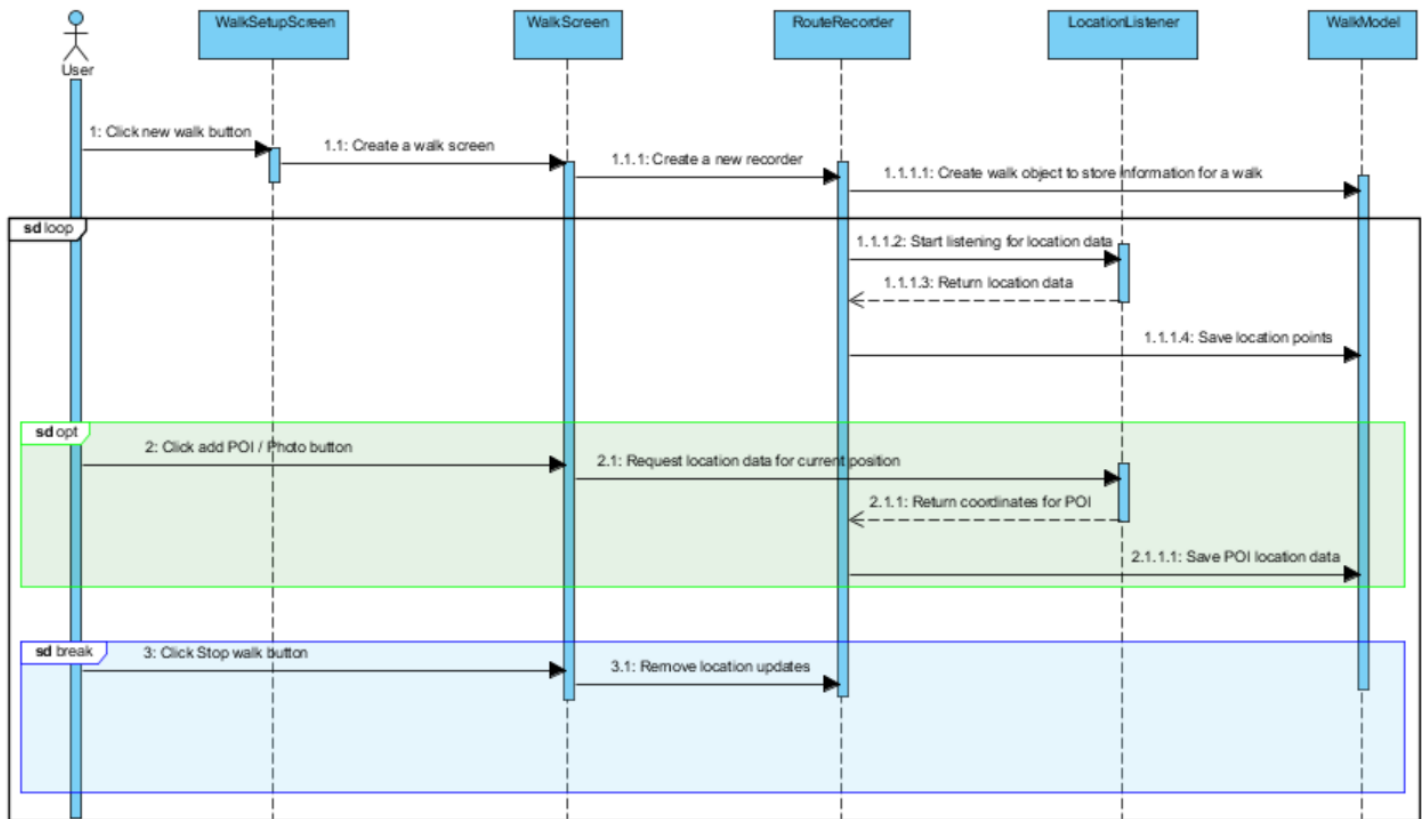 WalkSetupScreen
WalkScreen
RouteRecorder
LocationListener
WalkModel
User
1: Click new walk button
1.1: Create a walk screen
1.1.1: Create a new recorder
1.1.1.1: Create walk object to store information for a walk
sd loop
1.1.1.2: Start listening for location data
1.1.1.3: Return location data
1.1.1.4: Save location points
sd opt
2: Click add POI / Photo button
2.1: Request location data for current position
2.1.1: Return coordinates for POI
2.1.1.1: Save POI location data
sd break
3: Click Stop walk button
3.1: Remove location updates